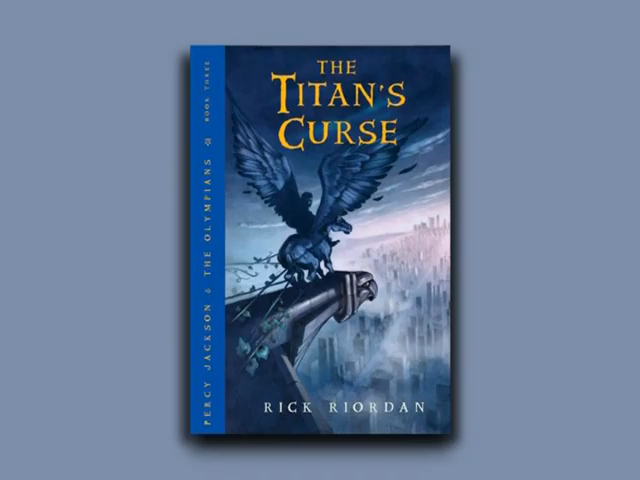 THE
TITAN'S
CURSE
RICK RIORDAN
PERCY JACKSON & THE OLYMPIANS BOOK THREE